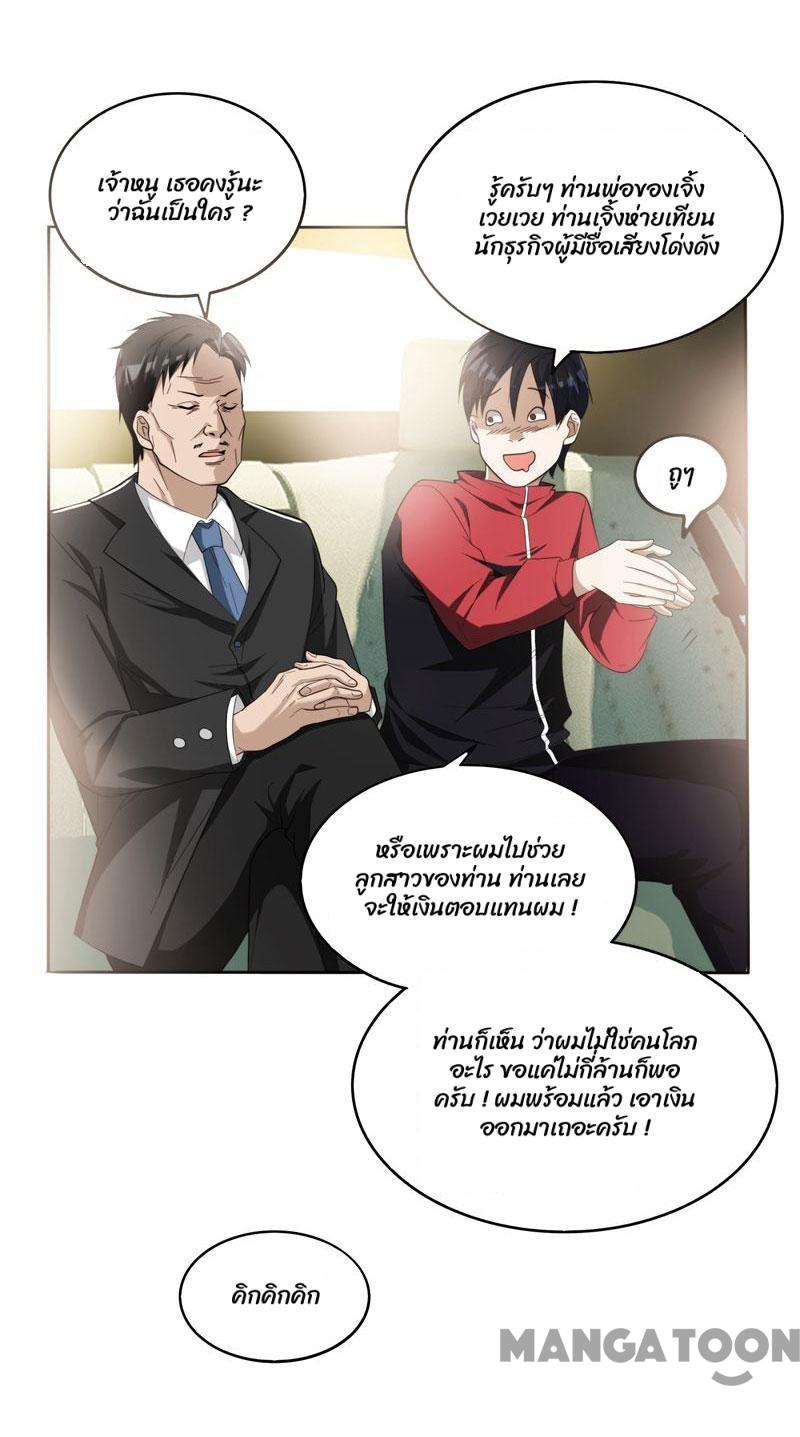 เจ้าหนู เธอคงรู้นะ
ว่าฉันเป็นใคร ?
รู้ครับๆ ท่านพ่อของเจิ้ง
เวยเวย ท่านเจิ้งห่ายเทียน
นักธุรกิจผู้มีชื่อเสียงโด่งดัง
ถูๆ
หรือเพราะผมไปช่วย
ลูกสาวของท่าน ท่านเลย
จะให้เงินตอบแทนผม !
ท่านก็เห็น ว่าผมไม่ใช่คนโลภ
อะไร ขอแค่ไม่กี่ล้านก็พอ
ครับ ! ผมพร้อมแล้ว เอาเงิน
ออกมาเถอะครับ !
คิกคิกคิก
MANGATOON